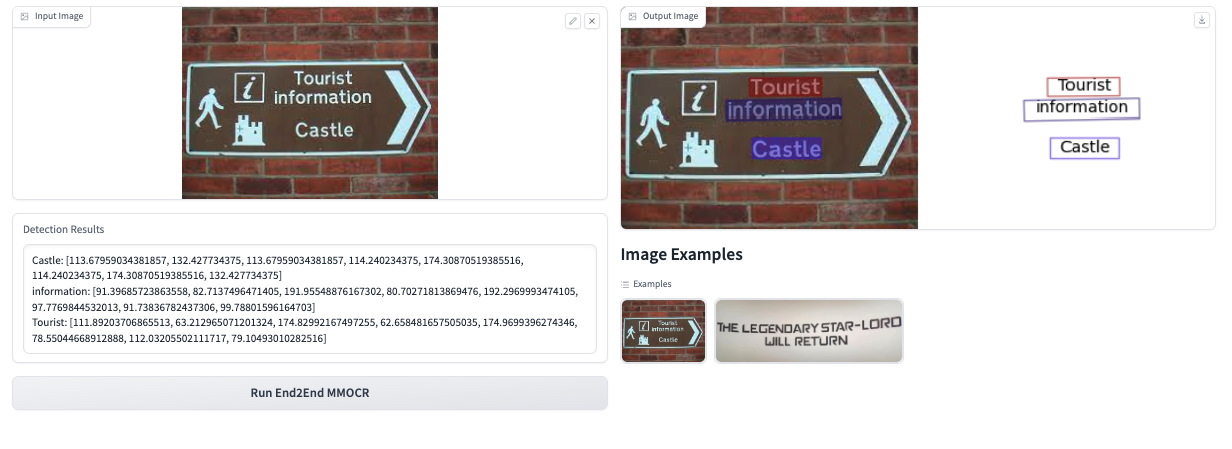 Input Image
Tourist
information
Castle
Detection Results
Castle: [113.67959034381857, 132.427734375, 113.67959034381857, 114.240234375, 174.30870519385516,
114.240234375, 174.30870519385516, 132.427734375]
information: [91.39685723863558, 82.7137496471405, 191.95548876167302, 80.70271813869476, 192.2969993474105,
97.7769844532013, 91.73836782437306, 99.78801596164703]
Tourist: [111.89203706865513, 63.212965071201324, 174.82992167497255, 62.658481657505035, 174.9699396274346,
78.55044668912888, 112.03205502111717, 79.10493010282516]
Run End2End MMOCR
Output Image
Tourist
information
Castle
Tourist
information
Castle
Image Examples
Examples
Tourist
information
Castle
THE LEGENDARY STAR-LORD
WILL RETURN